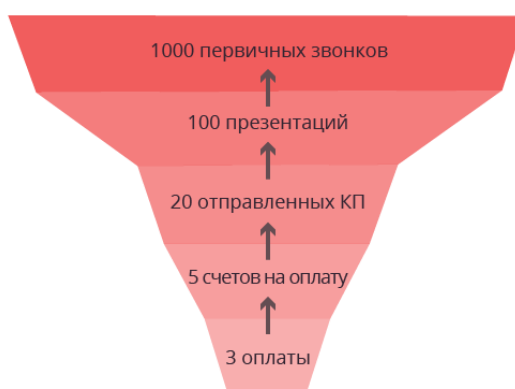 1000 первичных звонков
100 презентаций
20 отправленных КП
5 счетов на оплату
3 оплаты